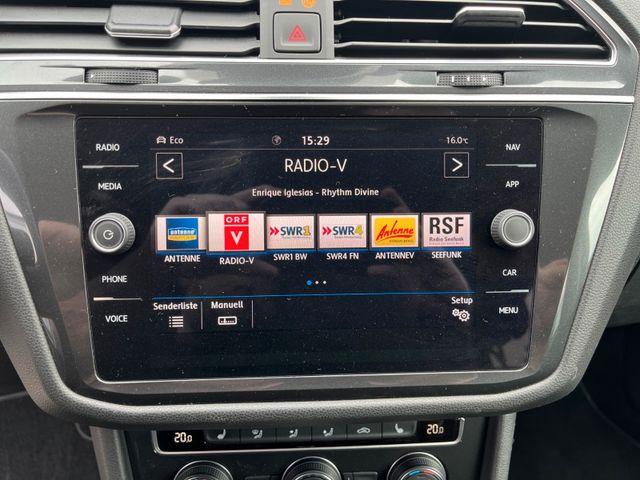 RADIO
MEDIA
PHONE
VOICE
NAV
APP
CAR
MENU
Eco 15:29 16.0°C
RADIO-V
Enrique Iglesias - Rhythm Divine
antenne
ORF
V
SWR1
SWR4
Antenne
RSF
Radio Seefunk
ANTENNE RADIO-V SWR1 BW SWR4 FN ANTENNEV SEEFUNK
Senderliste Manuell Setup
20.0 20.0